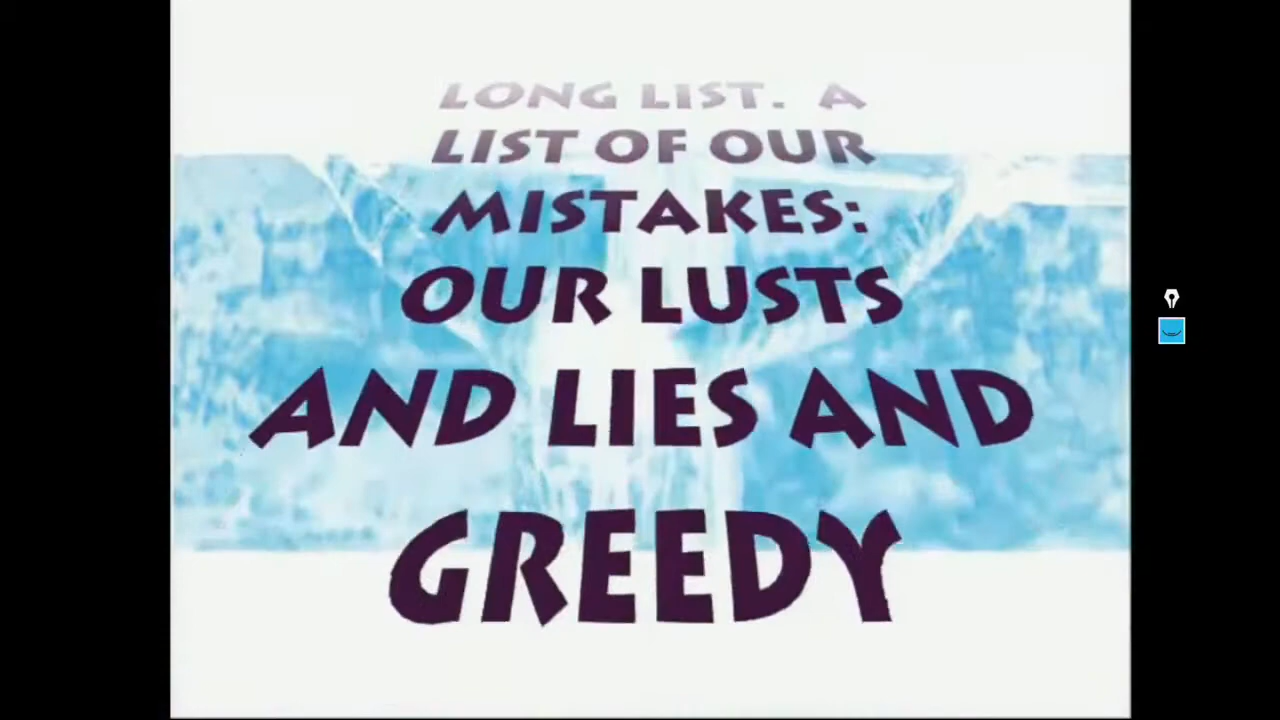 LONG LIST. A
LIST OF OUR
MISTAKES:
OUR LUSTS
AND LIES AND
GREEDY